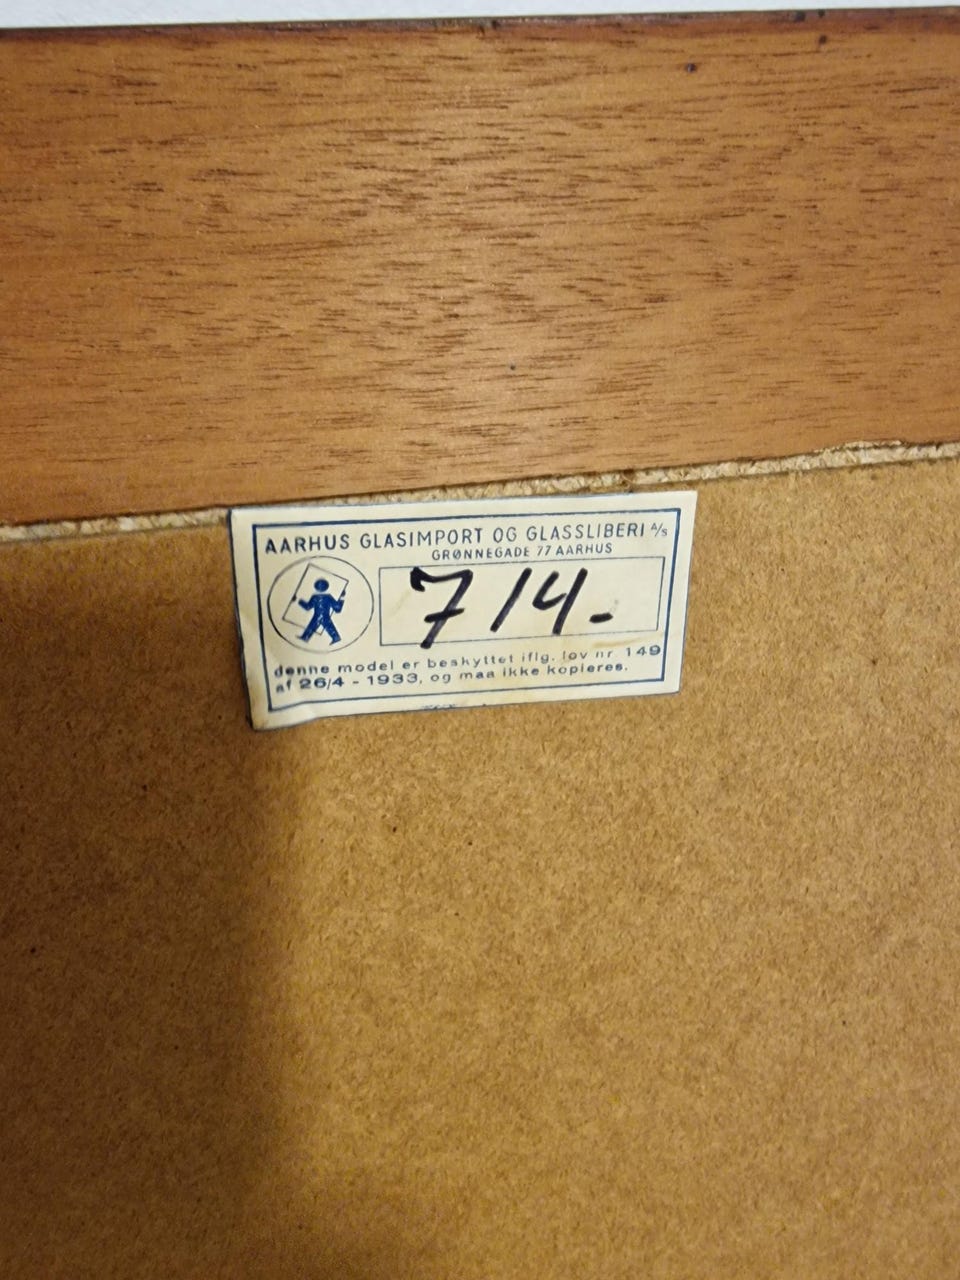 AARHUS GLASIMPORT OG GLASSLIBERI A/S
GRØNNEGADE 77 AARHUS
714.-
denne model er beskyttet iflg. lov nr. 149
af 26/4 - 1933, og maa ikke kopieres.